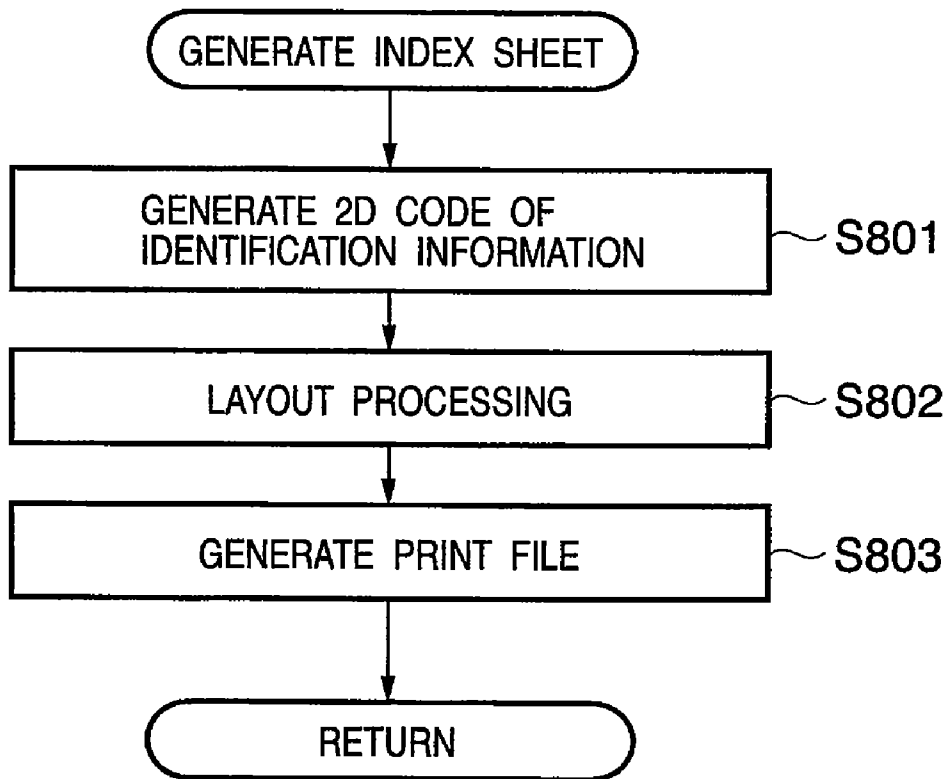 GENERATE INDEX SHEET
GENERATE 2D CODE OF
IDENTIFICATION INFORMATION
S801
LAYOUT PROCESSING
S802
GENERATE PRINT FILE
S803
RETURN